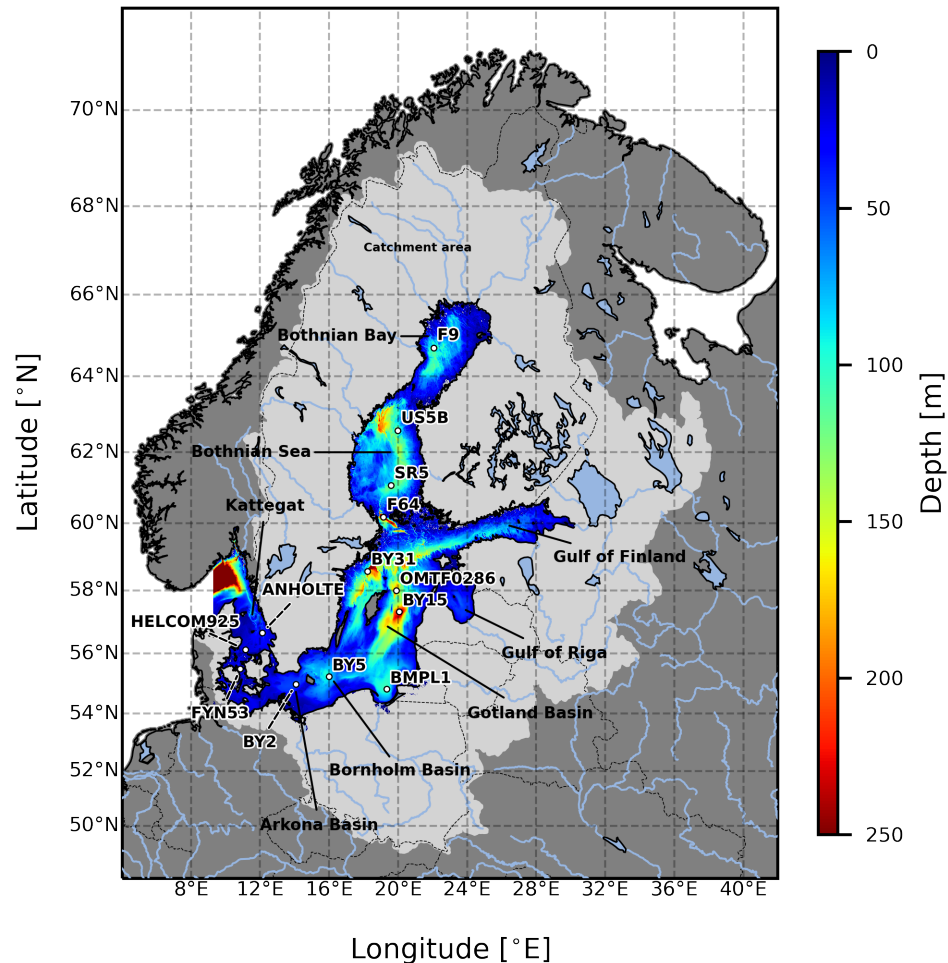 70°N
68°N
66°N
64°N
62°N
60°N
58°N
56°N
54°N
52°N
50°N
Latitude [°N]
Catchment area
Bothnian Bay
F9
US5B
Bothnian Sea
SR5
Kattegat
F64
Gulf of Finland
BY31
OMTF0286
ANHOLTE
BY15
HELCOM925
Gulf of Riga
BY5
BMPL1
FYN53
Gotland Basin
BY2
Bornholm Basin
Arkona Basin
8°E 12°E 16°E 20°E 24°E 28°E 32°E 36°E 40°E
Longitude [°E]
0
50
100
150
200
250
Depth [m]